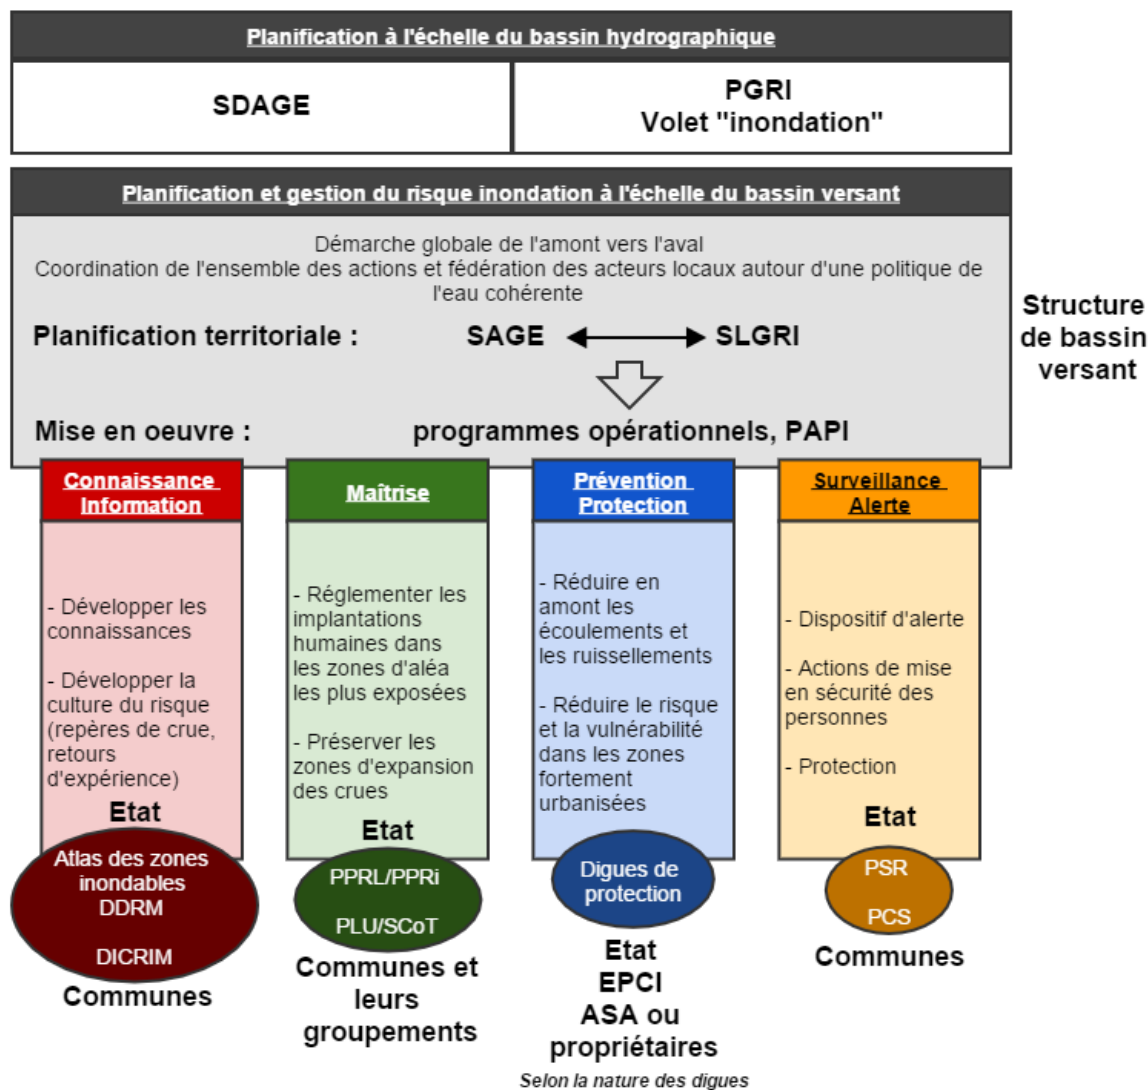 Planification à l'échelle du bassin hydrographique
SDAGE
PGRI
Volet "inondation"
Planification et gestion du risque inondation à l'échelle du bassin versant
Démarche globale de l'amont vers l'aval
Coordination de l'ensemble des actions et fédération des acteurs locaux autour d'une politique de
l'eau cohérente
Planification territoriale : SAGE SLGRI
Mise en oeuvre : programmes opérationnels, PAPI
Structure
de bassin
versant
Connaissance
Information
- Développer les
connaissances
- Développer la
culture du risque
(repères de crue,
retours
d'expérience)
Etat
Atlas des zones
inondables
DDRM
DICRIM
Communes
Maîtrise
- Réglementer les
implantations
humaines dans
les zones d'aléa
les plus exposées
- Préserver les
zones d'expansion
des crues
Etat
PPRL/PPRi
PLU/SCoT
Communes et
leurs
groupements
Prévention
Protection
- Réduire en
amont les
écoulements et
les ruissellements
- Réduire le risque
et la vulnérabilité
dans les zones
fortement
urbanisées
Digues de
protection
Etat
EPCI
ASA ou
propriétaires
Selon la nature des digues
Surveillance
Alerte
- Dispositif d'alerte
- Actions de mise
en sécurité des
personnes
- Protection
Etat
PSR
PCS
Communes